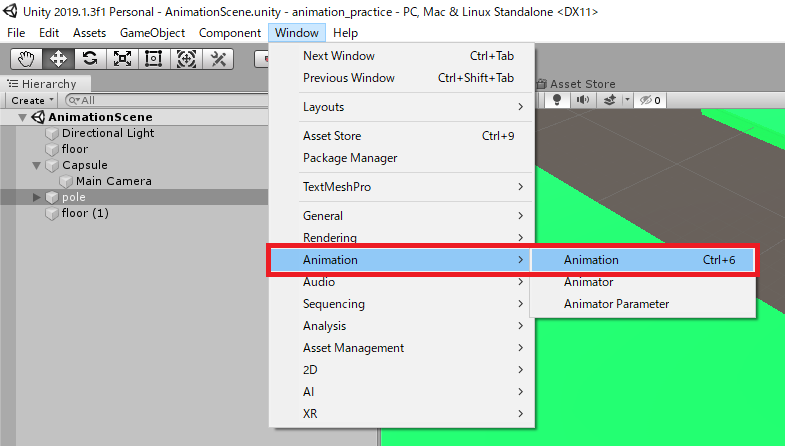 Unity 2019.1.3f1 Personal - AnimationScene.unity - animation_practice - PC, Mac & Linux Standalone <DX11>
File Edit Assets GameObject Component Window Help
Hierarchy
Create All
AnimationScene
Directional Light
floor
Capsule
Main Camera
pole
floor (1)
Next Window Ctrl+Tab
Previous Window Ctrl+Shift+Tab
Layouts
Asset Store Ctrl+9
Package Manager
TextMeshPro
General
Rendering
Animation
Audio
Sequencing
Analysis
Asset Management
2D
AI
XR
Animation Ctrl+6
Animator
Animator Parameter
Asset Store
0